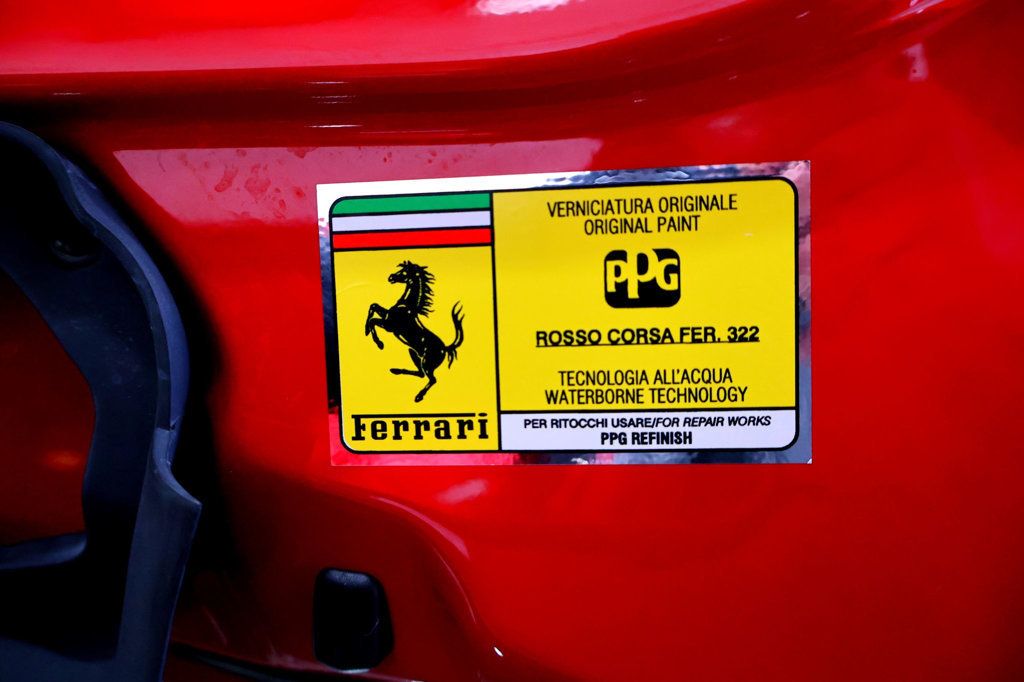 Ferrari
VERNICIATURA ORIGINALE
ORIGINAL PAINT
PPG
ROSSO CORSA FER. 322
TECNOLOGIA ALL'ACQUA
WATERBORNE TECHNOLOGY
PER RITOCCHI USARE/FOR REPAIR WORKS
PPG REFINISH